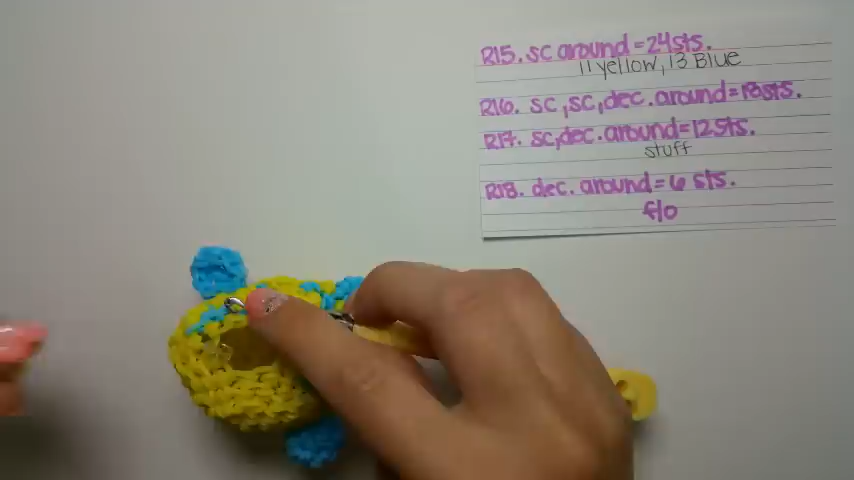 R15. sc around = 24sts.
11 yellow, 13 Blue
R16. sc, sc, dec. around = 18sts.
R17. sc, dec. around = 12sts.
stuff
R18. dec. around = 6 sts.
f/o